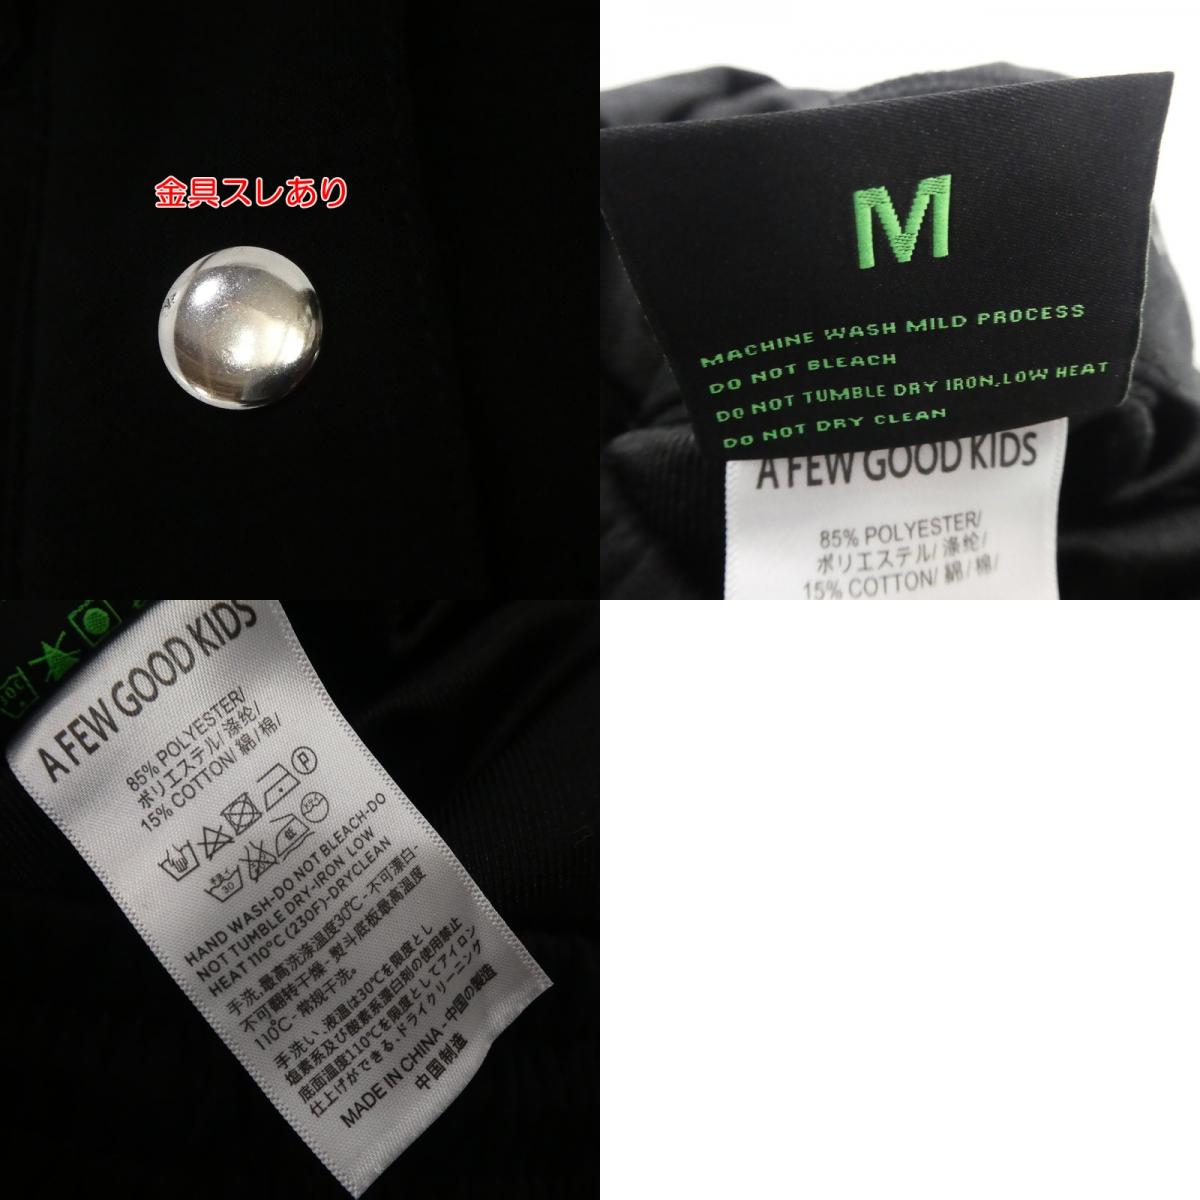 金具スレあり
M
MACHINE WASH MILD PROCESS
DO NOT BLEACH
DO NOT TUMBLE DRY IRON,LOW HEAT
DO NOT DRY CLEAN
A FEW GOOD KIDS
85% POLYESTER/
ポリエステル/涤纶/
15% COTTON/ 綿/棉/
A FEW GOOD KIDS
85% POLYESTER/
ポリエステル/涤纶/
15% COTTON/ 綿/棉/
P
30
低
HAND WASH-DO NOT BLEACH-DO
NOT TUMBLE DRY-IRON LOW
HEAT 110°C (230F)-DRYCLEAN
手洗,最高洗涤温度30℃-不可漂白-
不可翻转干燥-熨斗底板最高温度
110℃-常规干洗。
手洗い、液温は30℃を限度とし
塩素系及び酸素系漂白剤の使用禁止
底面温度110℃を限度としてアイロン
仕上げができる、ドライクリーニング
MADE IN CHINA-中国の製造
中国制造